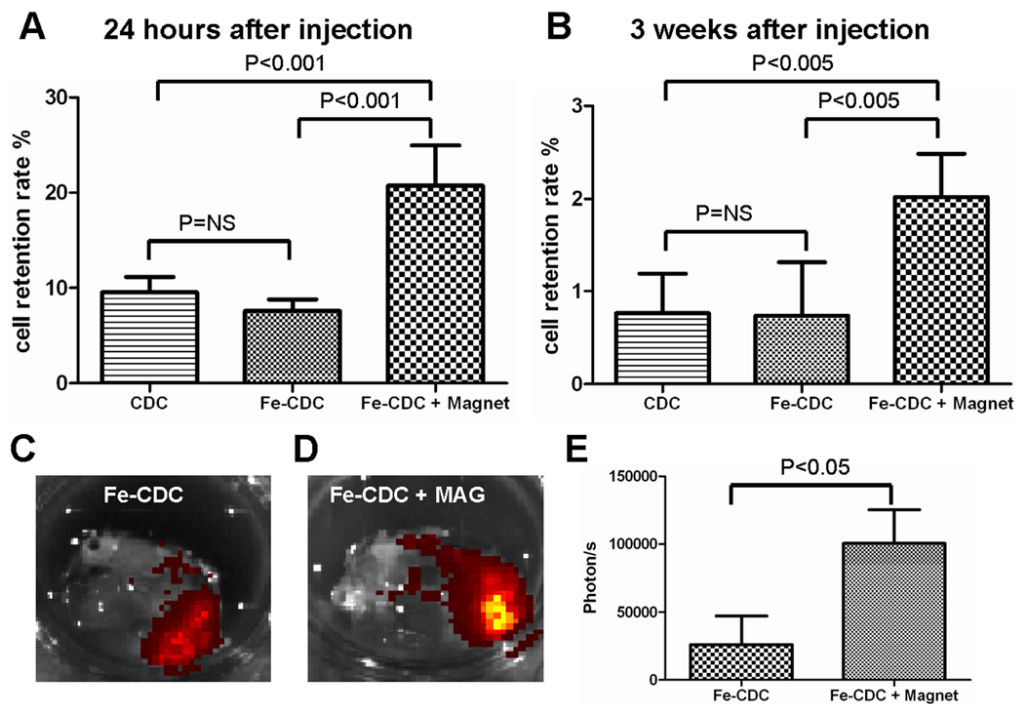 A 24 hours after injection
P<0.001
P<0.001
P=NS
cell retention rate %
30
20
10
0
CDC Fe-CDC Fe-CDC + Magnet
B 3 weeks after injection
P<0.005
P<0.005
P=NS
cell retention rate %
3
2
1
0
CDC Fe-CDC Fe-CDC + Magnet
C
Fe-CDC
D
Fe-CDC + MAG
E
P<0.05
Photon/s
150000
100000
50000
0
Fe-CDC Fe-CDC + Magnet